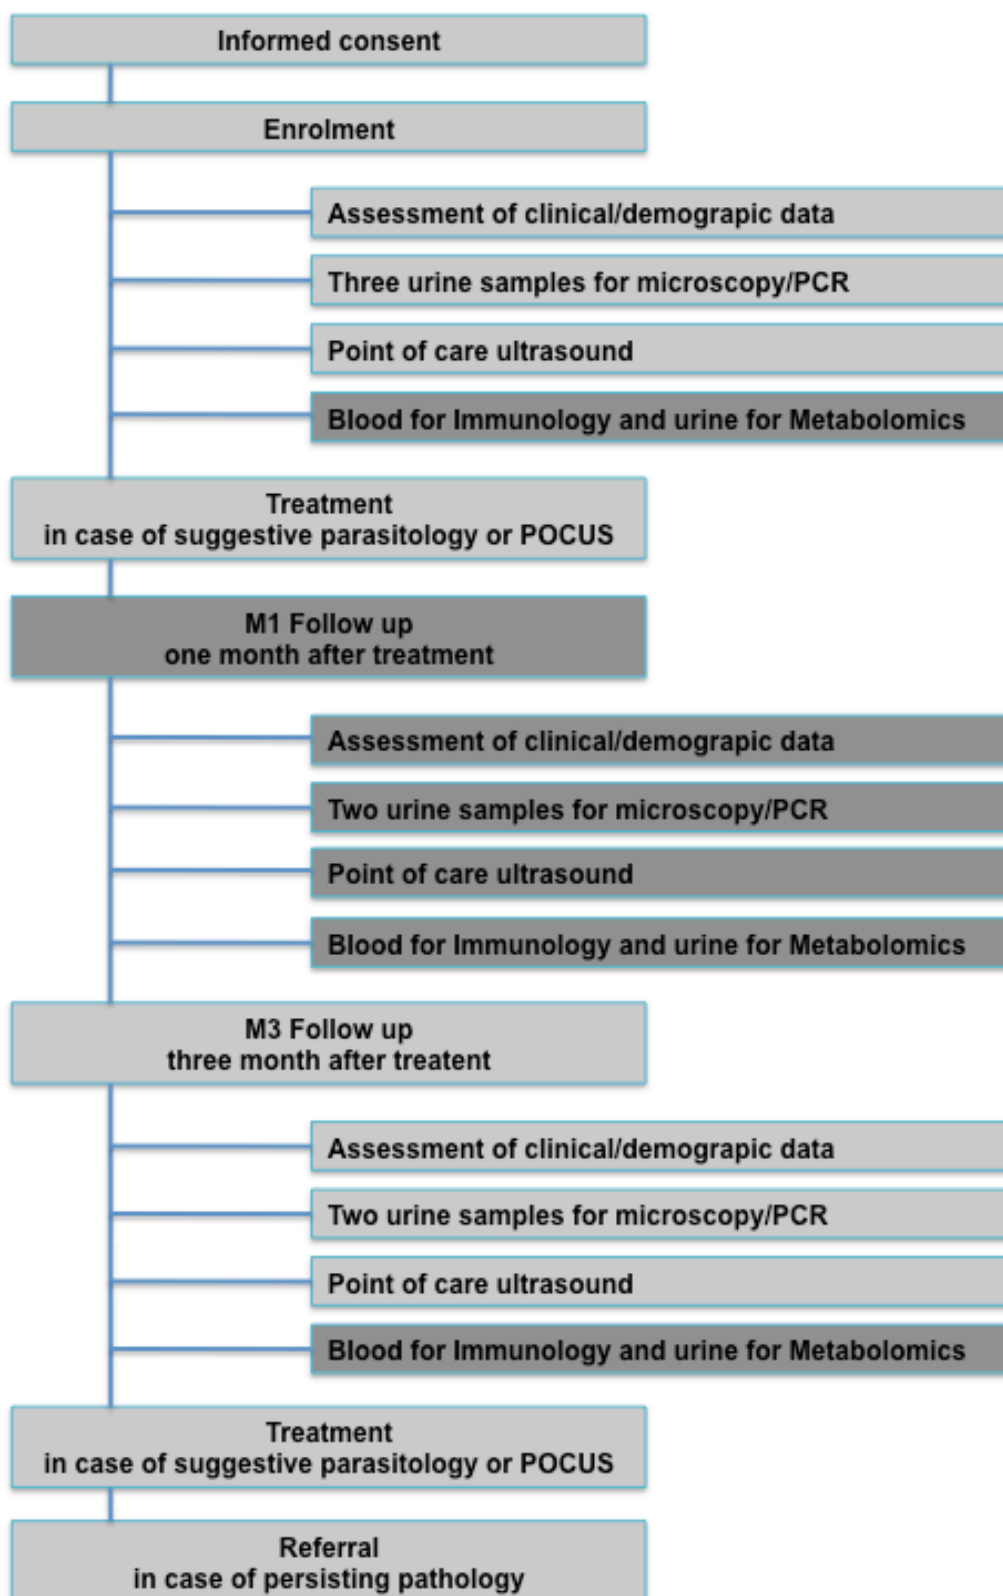 Informed consent
Enrolment
Assessment of clinical/demograpic data
Three urine samples for microscopy/PCR
Point of care ultrasound
Blood for Immunology and urine for Metabolomics
Treatment
in case of suggestive parasitology or POCUS
M1 Follow up
one month after treatment
Assessment of clinical/demograpic data
Two urine samples for microscopy/PCR
Point of care ultrasound
Blood for Immunology and urine for Metabolomics
M3 Follow up
three month after treatent
Assessment of clinical/demograpic data
Two urine samples for microscopy/PCR
Point of care ultrasound
Blood for Immunology and urine for Metabolomics
Treatment
in case of suggestive parasitology or POCUS
Referral
in case of persisting pathology